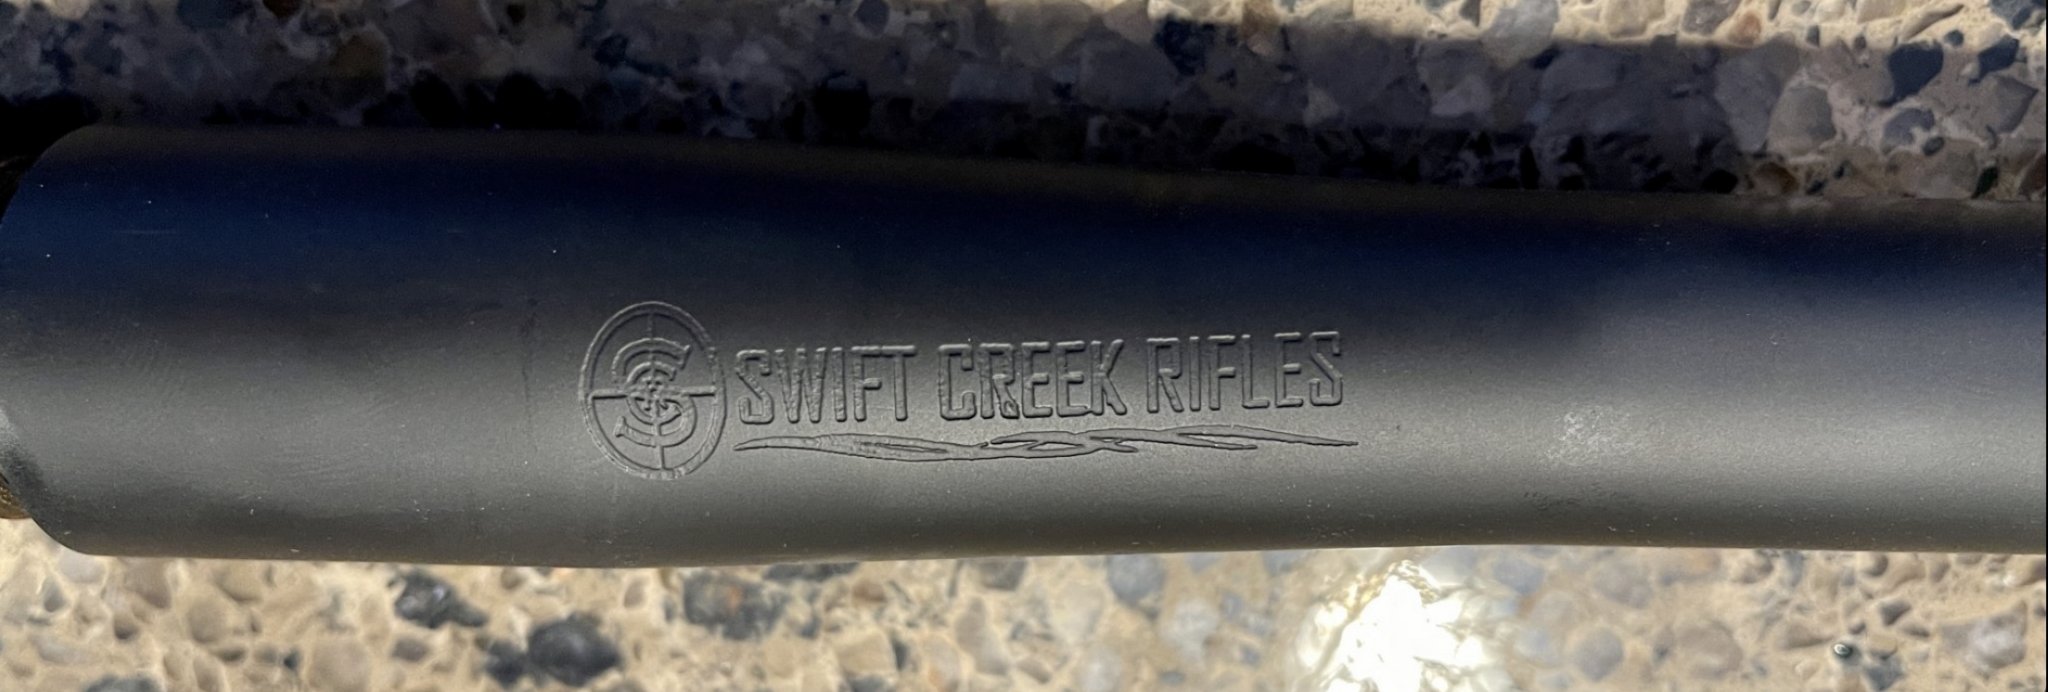 SWIFT CREEK RIFLES